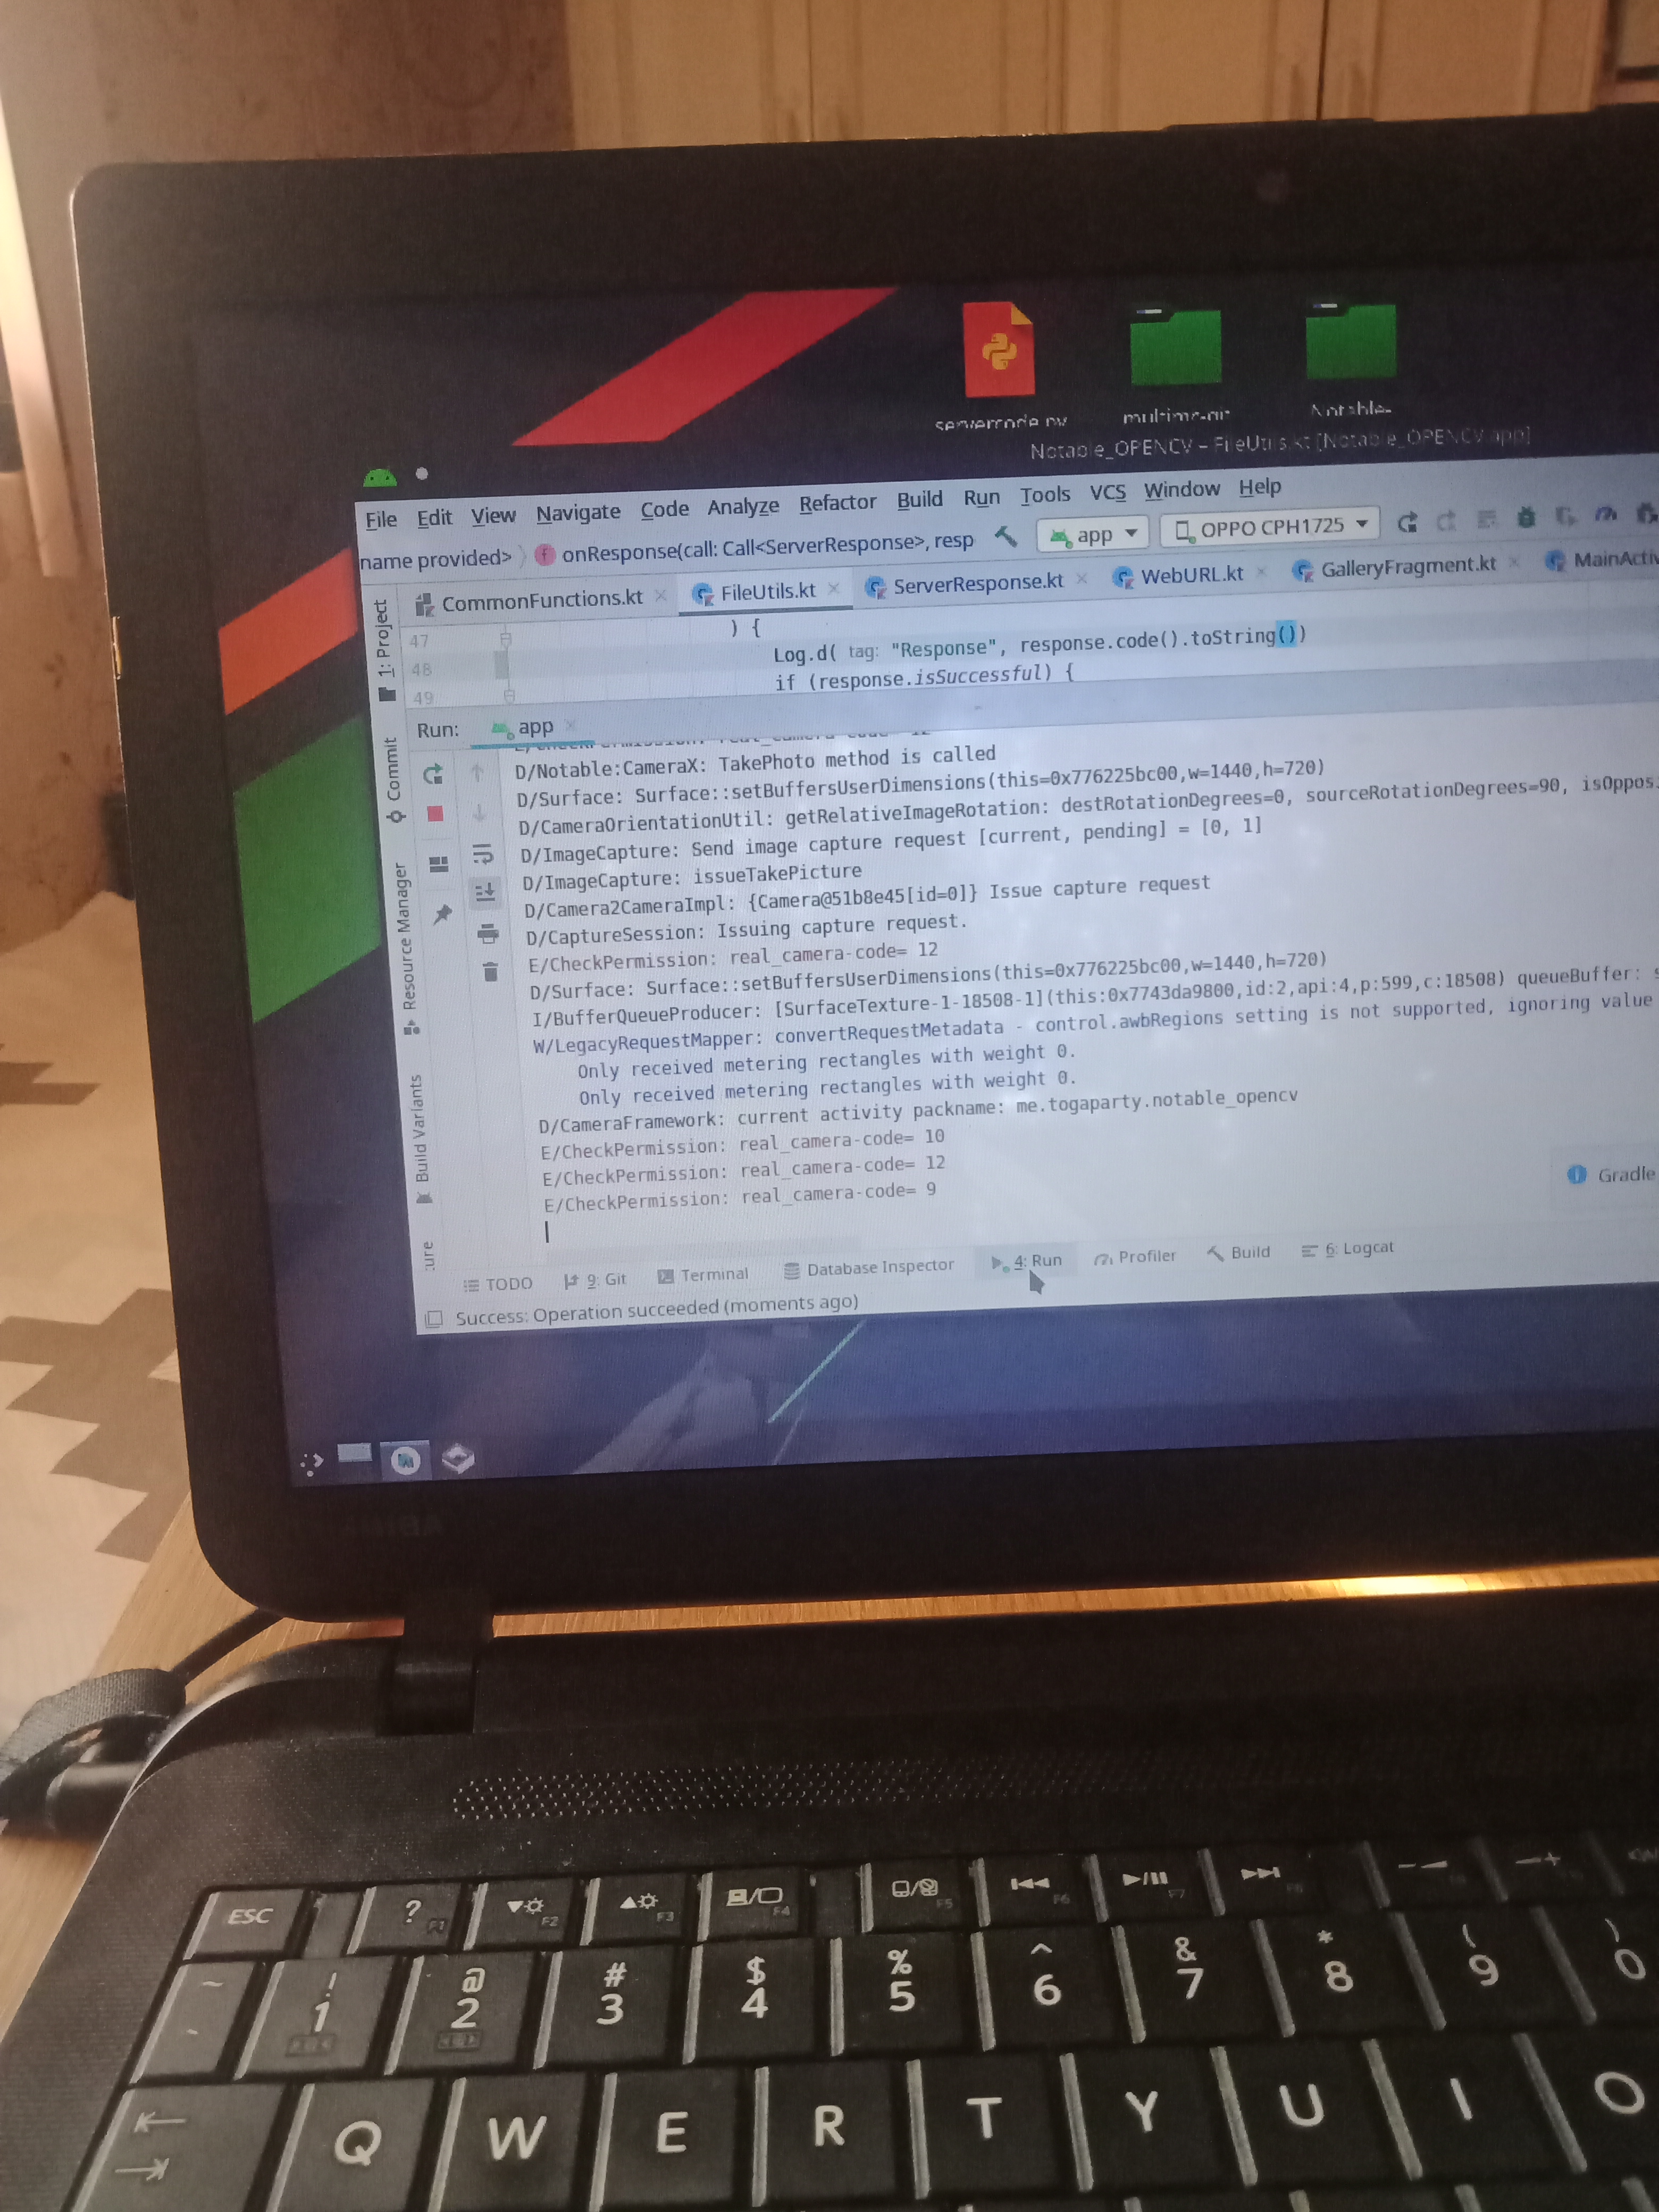 Notable_OPENCV – FileUtils.kt [Notable_OPENCV.app]
File Edit View Navigate Code Analyze Refactor Build Run Tools VCS Window Help
name provided> onResponse(call: Call<ServerResponse>, resp app OPPO CPH1725
CommonFunctions.kt FileUtils.kt ServerResponse.kt WebURL.kt GalleryFragment.kt MainActiv
1: Project
Commit
Resource Manager
Build Variants
47 ) {
48 Log.d( tag: "Response", response.code().toString())
49 if (response.isSuccessful) {
Run: app
D/Notable:CameraX: TakePhoto method is called
D/Surface: Surface::setBuffersUserDimensions(this=0x776225bc00,w=1440,h=720)
D/CameraOrientationUtil: getRelativeImageRotation: destRotationDegrees=0, sourceRotationDegrees=90, isOppos
D/ImageCapture: Send image capture request [current, pending] = [0, 1]
D/ImageCapture: issueTakePicture
D/Camera2CameraImpl: {Camera@51b8e45[id=0]} Issue capture request
D/CaptureSession: Issuing capture request.
E/CheckPermission: real_camera-code= 12
D/Surface: Surface::setBuffersUserDimensions(this=0x776225bc00,w=1440,h=720)
I/BufferQueueProducer: [SurfaceTexture-1-18508-1](this:0x7743da9800,id:2,api:4,p:599,c:18508) queueBuffer: s
W/LegacyRequestMapper: convertRequestMetadata - control.awbRegions setting is not supported, ignoring value
Only received metering rectangles with weight 0.
Only received metering rectangles with weight 0.
D/CameraFramework: current activity packname: me.togaparty.notable_opencv
E/CheckPermission: real_camera-code= 10
E/CheckPermission: real_camera-code= 12
E/CheckPermission: real_camera-code= 9
Gradle
TODO 9: Git Terminal Database Inspector 4: Run Profiler Build 6: Logcat
Success: Operation succeeded (moments ago)
ESC ? F1 F2 F3 F4 F5 F6 F7
~ ! 1 @ 2 # 3 $ 4 % 5 ^ 6 & 7 * 8 ( 9 ) 0
Q W E R T Y U I O